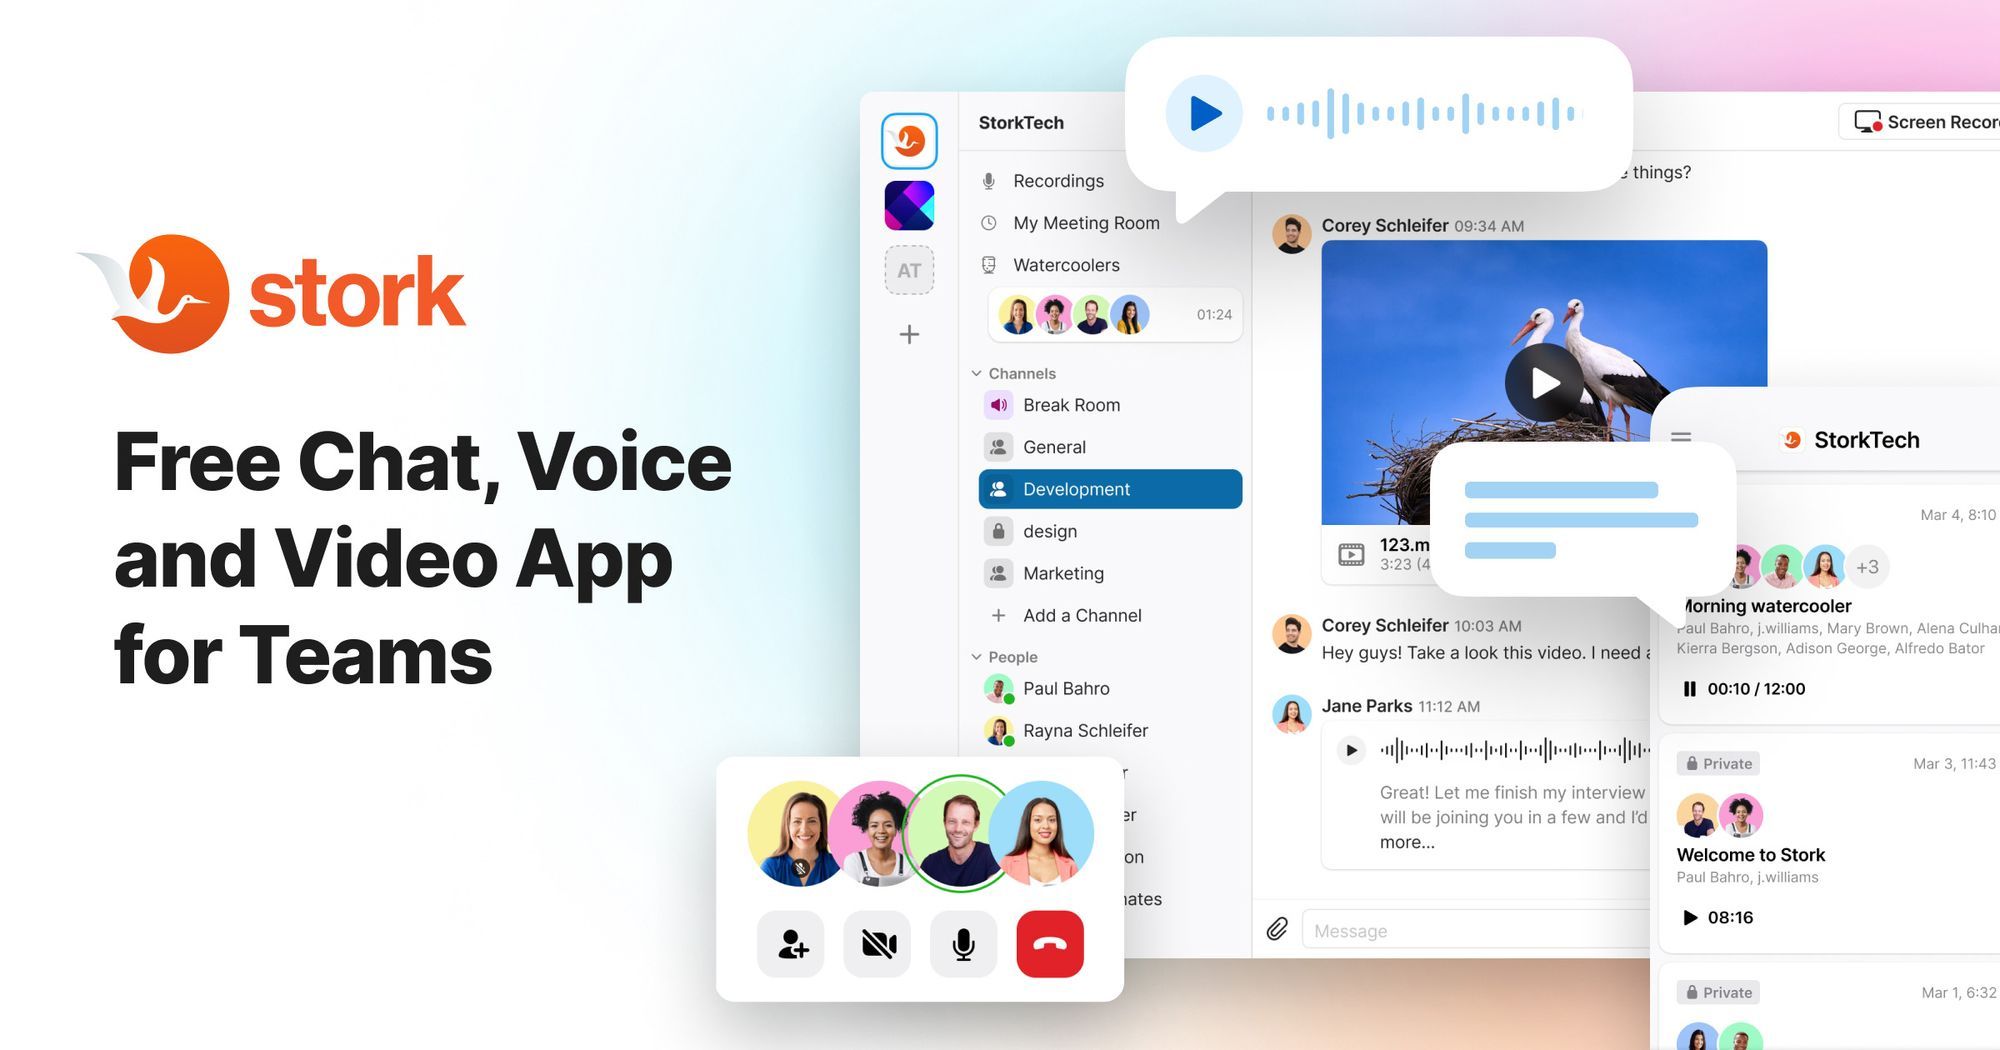 stork
Free Chat, Voice
and Video App
for Teams
StorkTech
AT
Recordings
My Meeting Room
Watercoolers
01:24
Channels
Break Room
General
Development
design
Marketing
Add a Channel
People
Paul Bahro
Rayna Schleifer
Screen
things?
Corey Schleifer 09:34 AM
3:23
Corey Schleifer 10:03 AM
Hey guys! Take a look this video. I need
Jane Parks 11:12 AM
Great! Let me finish my interview
will be joining you in a few and I'd
more...
Message
StorkTech
Mar 4, 8:10
+3
Morning watercooler
Paul Bahro, j.williams, Mary Brown, Alena
Kierra Bergson, Adison George, Alfredo Bator
00:10 / 12:00
Private
Mar 3, 11:43
Welcome to Stork
Paul Bahro, j.williams
08:16
Private
Mar 1, 6:32